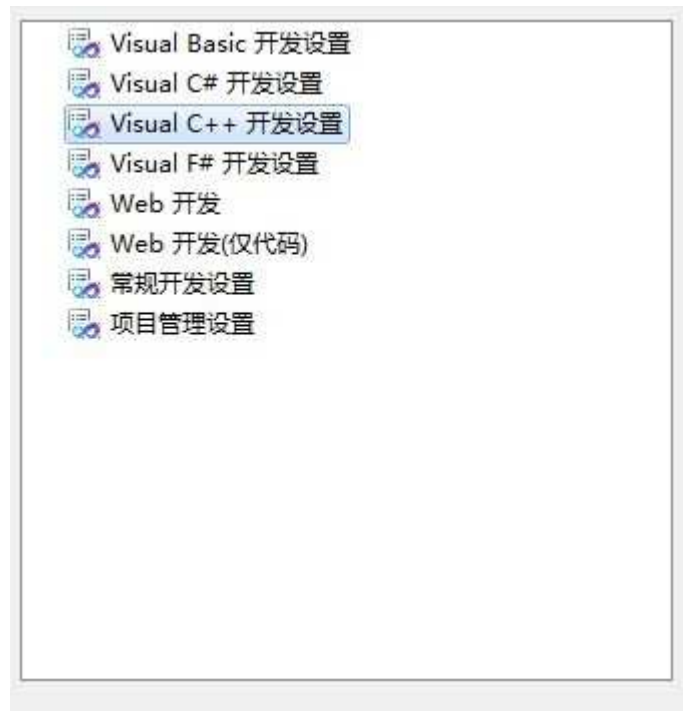 Visual Basic 开发设置
Visual C# 开发设置
Visual C++ 开发设置
Visual F# 开发设置
Web 开发
Web 开发(仅代码)
常规开发设置
项目管理设置